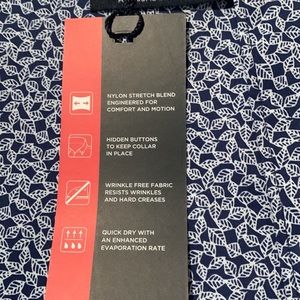 NYLON STRETCH BLEND
ENGINEERED FOR
COMFORT AND MOTION
HIDDEN BUTTONS
TO KEEP COLLAR
IN PLACE
WRINKLE FREE FABRIC
RESISTS WRINKLES
AND HARD CREASES
QUICK DRY WITH
AN ENHANCED
EVAPORATION RATE